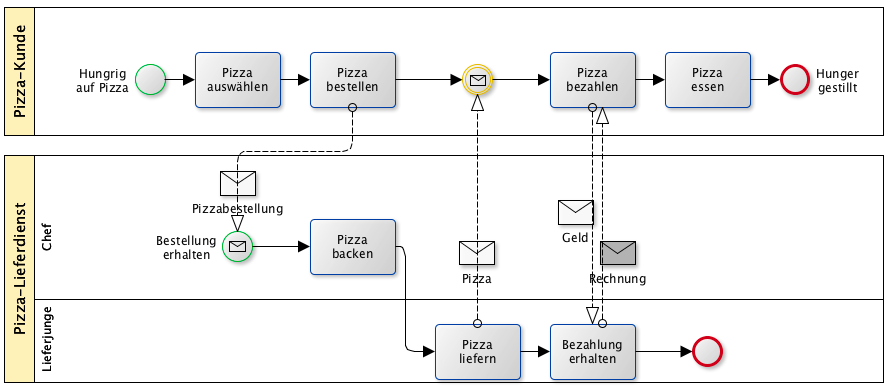 Pizza-Kunde
Hungrig
auf Pizza
Pizza
auswählen
Pizza
bestellen
Pizza
bezahlen
Pizza
essen
Hunger
gestillt
Pizza-Lieferdienst
Chef
Pizzabestellung
Bestellung
erhalten
Pizza
backen
Pizza
Geld
Rechnung
Lieferjunge
Pizza
liefern
Bezahlung
erhalten